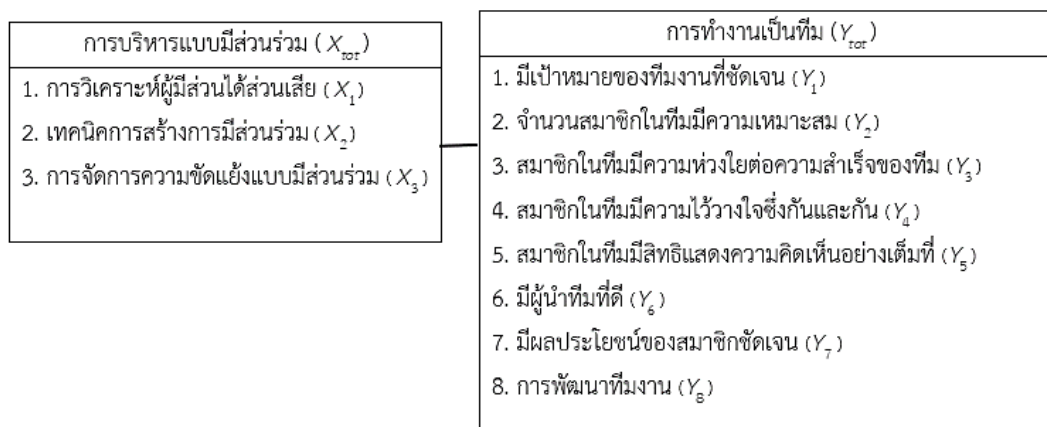 การบริหารแบบมีส่วนร่วม (X_tot)
1. การวิเคราะห์ผู้มีส่วนได้ส่วนเสีย (X_1)
2. เทคนิคการสร้างการมีส่วนร่วม (X_2)
3. การจัดการความขัดแย้งแบบมีส่วนร่วม (X_3)
การทำงานเป็นทีม (Y_tot)
1. มีเป้าหมายของทีมงานที่ชัดเจน (Y_1)
2. จำนวนสมาชิกในทีมมีความเหมาะสม (Y_2)
3. สมาชิกในทีมมีความห่วงใยต่อความสำเร็จของทีม (Y_3)
4. สมาชิกในทีมมีความไว้วางใจซึ่งกันและกัน (Y_4)
5. สมาชิกในทีมมีสิทธิแสดงความคิดเห็นอย่างเต็มที่ (Y_5)
6. มีผู้นำทีมที่ดี (Y_6)
7. มีผลประโยชน์ของสมาชิกชัดเจน (Y_7)
8. การพัฒนาทีมงาน (Y_8)